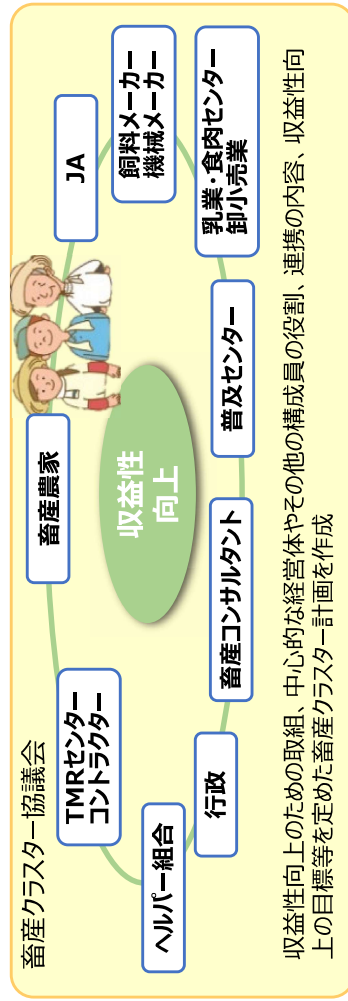 畜産クラスター協議会
畜産農家
JA
飼料メーカー
機械メーカー
乳業・食肉センター
卸小売業
普及センター
畜産コンサルタント
行政
ヘルパー組合
TMRセンター
コントラクター
収益性
向上
収益性向上のための取組、中心的な経営体やその他の構成員の役割、連携の内容、収益性向
上の目標等を定めた畜産クラスター計画を作成